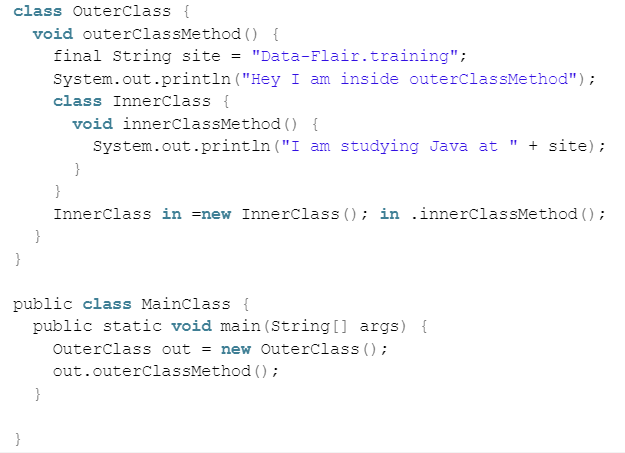 class OuterClass {
  void outerClassMethod() {
    final String site = "Data-Flair.training";
    System.out.println("Hey I am inside outerClassMethod");
    class InnerClass {
      void innerClassMethod() {
        System.out.println("I am studying Java at " + site);
      }
    }
    InnerClass in =new InnerClass(); in .innerClassMethod();
  }
}

public class MainClass {
  public static void main(String[] args) {
    OuterClass out = new OuterClass();
    out.outerClassMethod();
  }

}